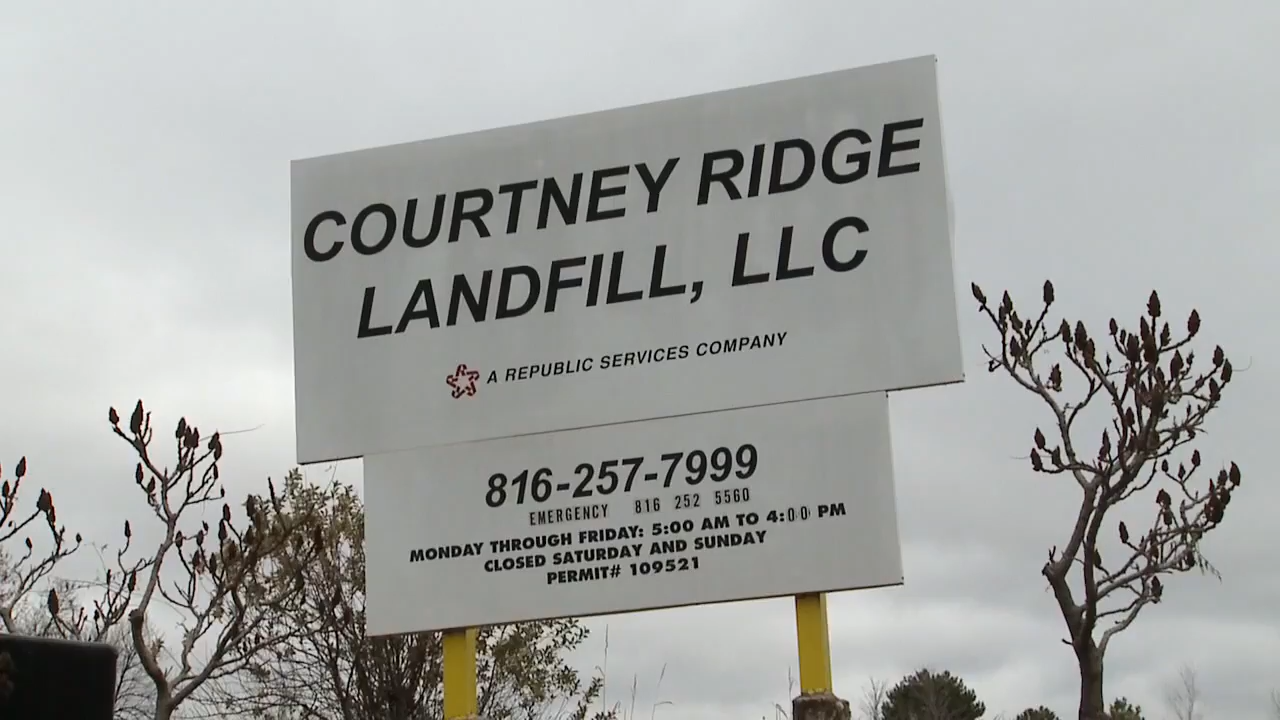 COURTNEY RIDGE
LANDFILL, LLC
A REPUBLIC SERVICES COMPANY
816-257-7999
EMERGENCY 816 252 5560
MONDAY THROUGH FRIDAY: 5:00 AM TO 4:00 PM
CLOSED SATURDAY AND SUNDAY
PERMIT# 109521